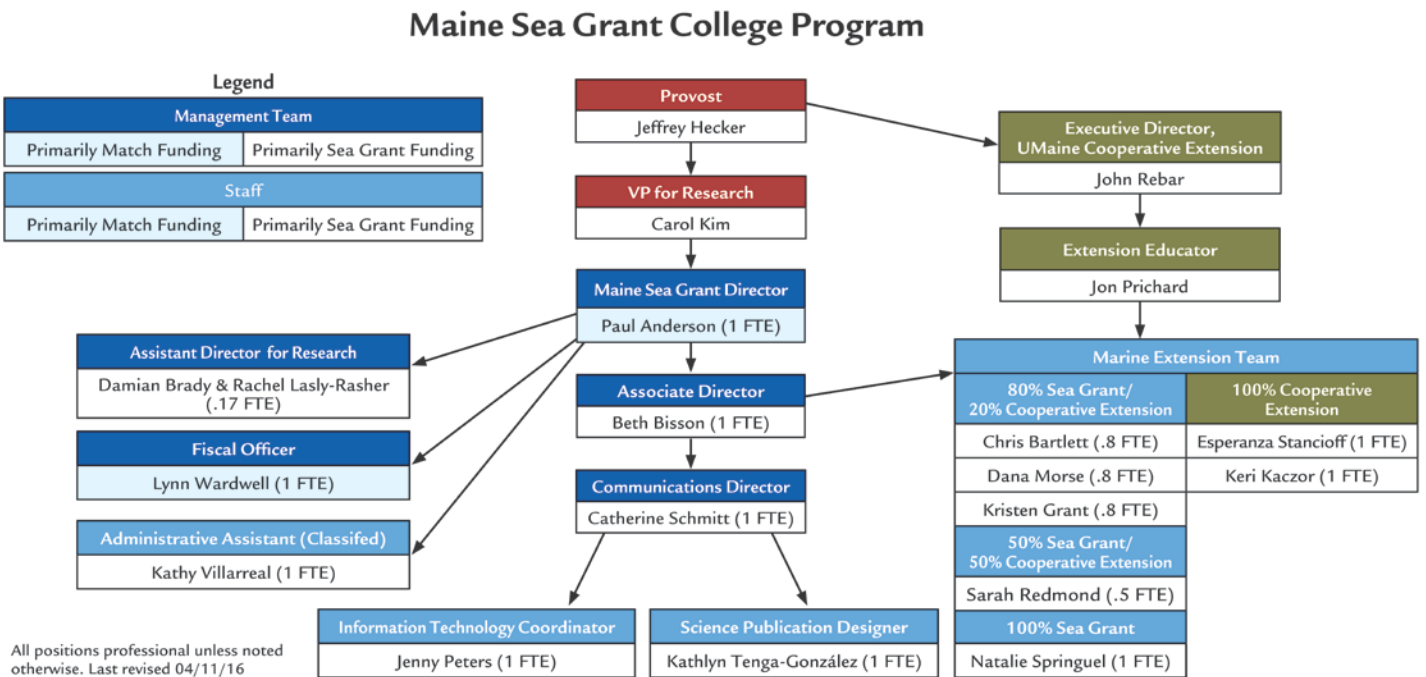 Maine Sea Grant College Program
Legend
Management Team
Primarily Match Funding
Primarily Sea Grant Funding
Staff
Primarily Match Funding
Primarily Sea Grant Funding
Provost
Jeffrey Hecker
VP for Research
Carol Kim
Maine Sea Grant Director
Paul Anderson (1 FTE)
Assistant Director for Research
Damian Brady & Rachel Lasly-Rasher
(.17 FTE)
Fiscal Officer
Lynn Wardwell (1 FTE)
Administrative Assistant (Classifed)
Kathy Villarreal (1 FTE)
Associate Director
Beth Bisson (1 FTE)
Communications Director
Catherine Schmitt (1 FTE)
Information Technology Coordinator
Jenny Peters (1 FTE)
Science Publication Designer
Kathlyn Tenga-González (1 FTE)
Executive Director,
UMaine Cooperative Extension
John Rebar
Extension Educator
Jon Prichard
Marine Extension Team
80% Sea Grant/
20% Cooperative Extension
Chris Bartlett (.8 FTE)
Dana Morse (.8 FTE)
Kristen Grant (.8 FTE)
50% Sea Grant/
50% Cooperative Extension
Sarah Redmond (.5 FTE)
100% Sea Grant
Natalie Springuel (1 FTE)
100% Cooperative
Extension
Esperanza Stancioff (1 FTE)
Keri Kaczor (1 FTE)
All positions professional unless noted
otherwise. Last revised 04/11/16